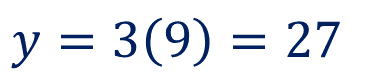 y = 3(9) = 27